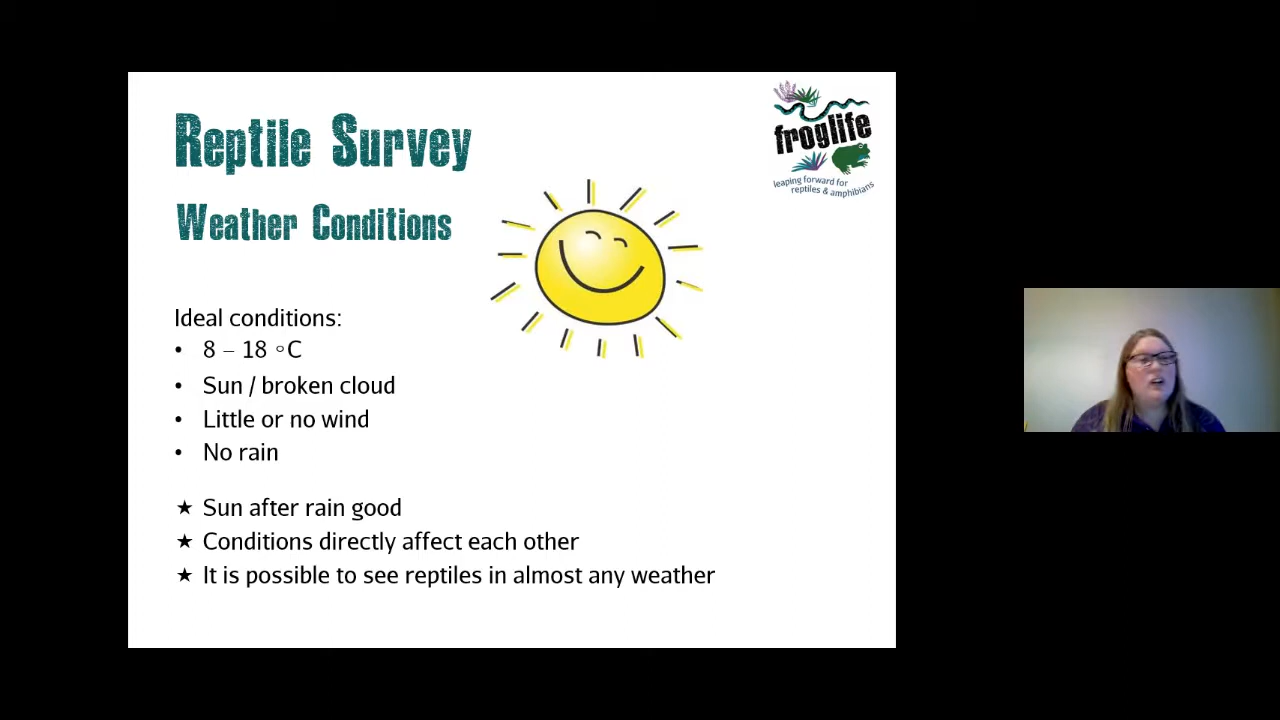 Reptile Survey
froglife
leaping forward for
reptiles & amphibians
Weather Conditions
Ideal conditions:
• 8 – 18 °C
• Sun / broken cloud
• Little or no wind
• No rain
★ Sun after rain good
★ Conditions directly affect each other
★ It is possible to see reptiles in almost any weather